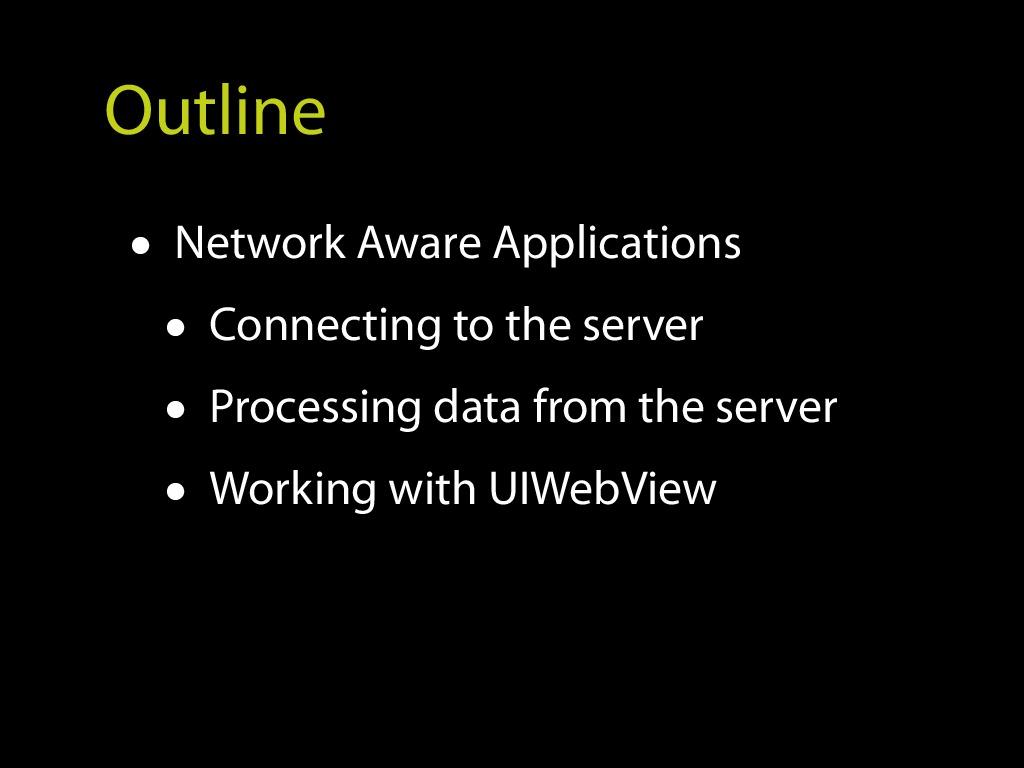 Outline
• Network Aware Applications
• Connecting to the server
• Processing data from the server
• Working with UIWebView